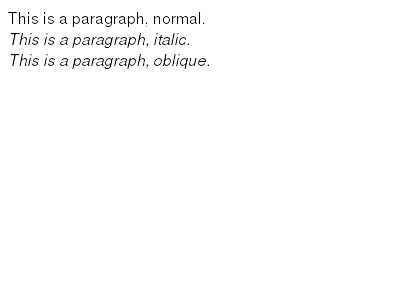 This is a paragraph, normal.
This is a paragraph, italic.
This is a paragraph, oblique.